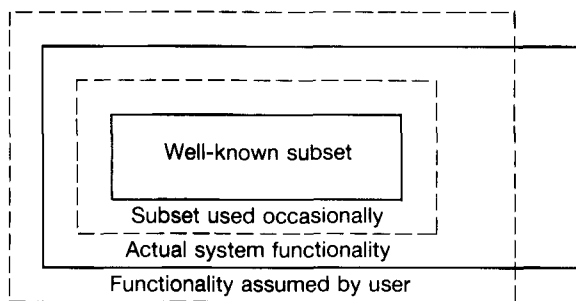 Well-known subset
Subset used occasionally
Actual system functionality
Functionality assumed by user